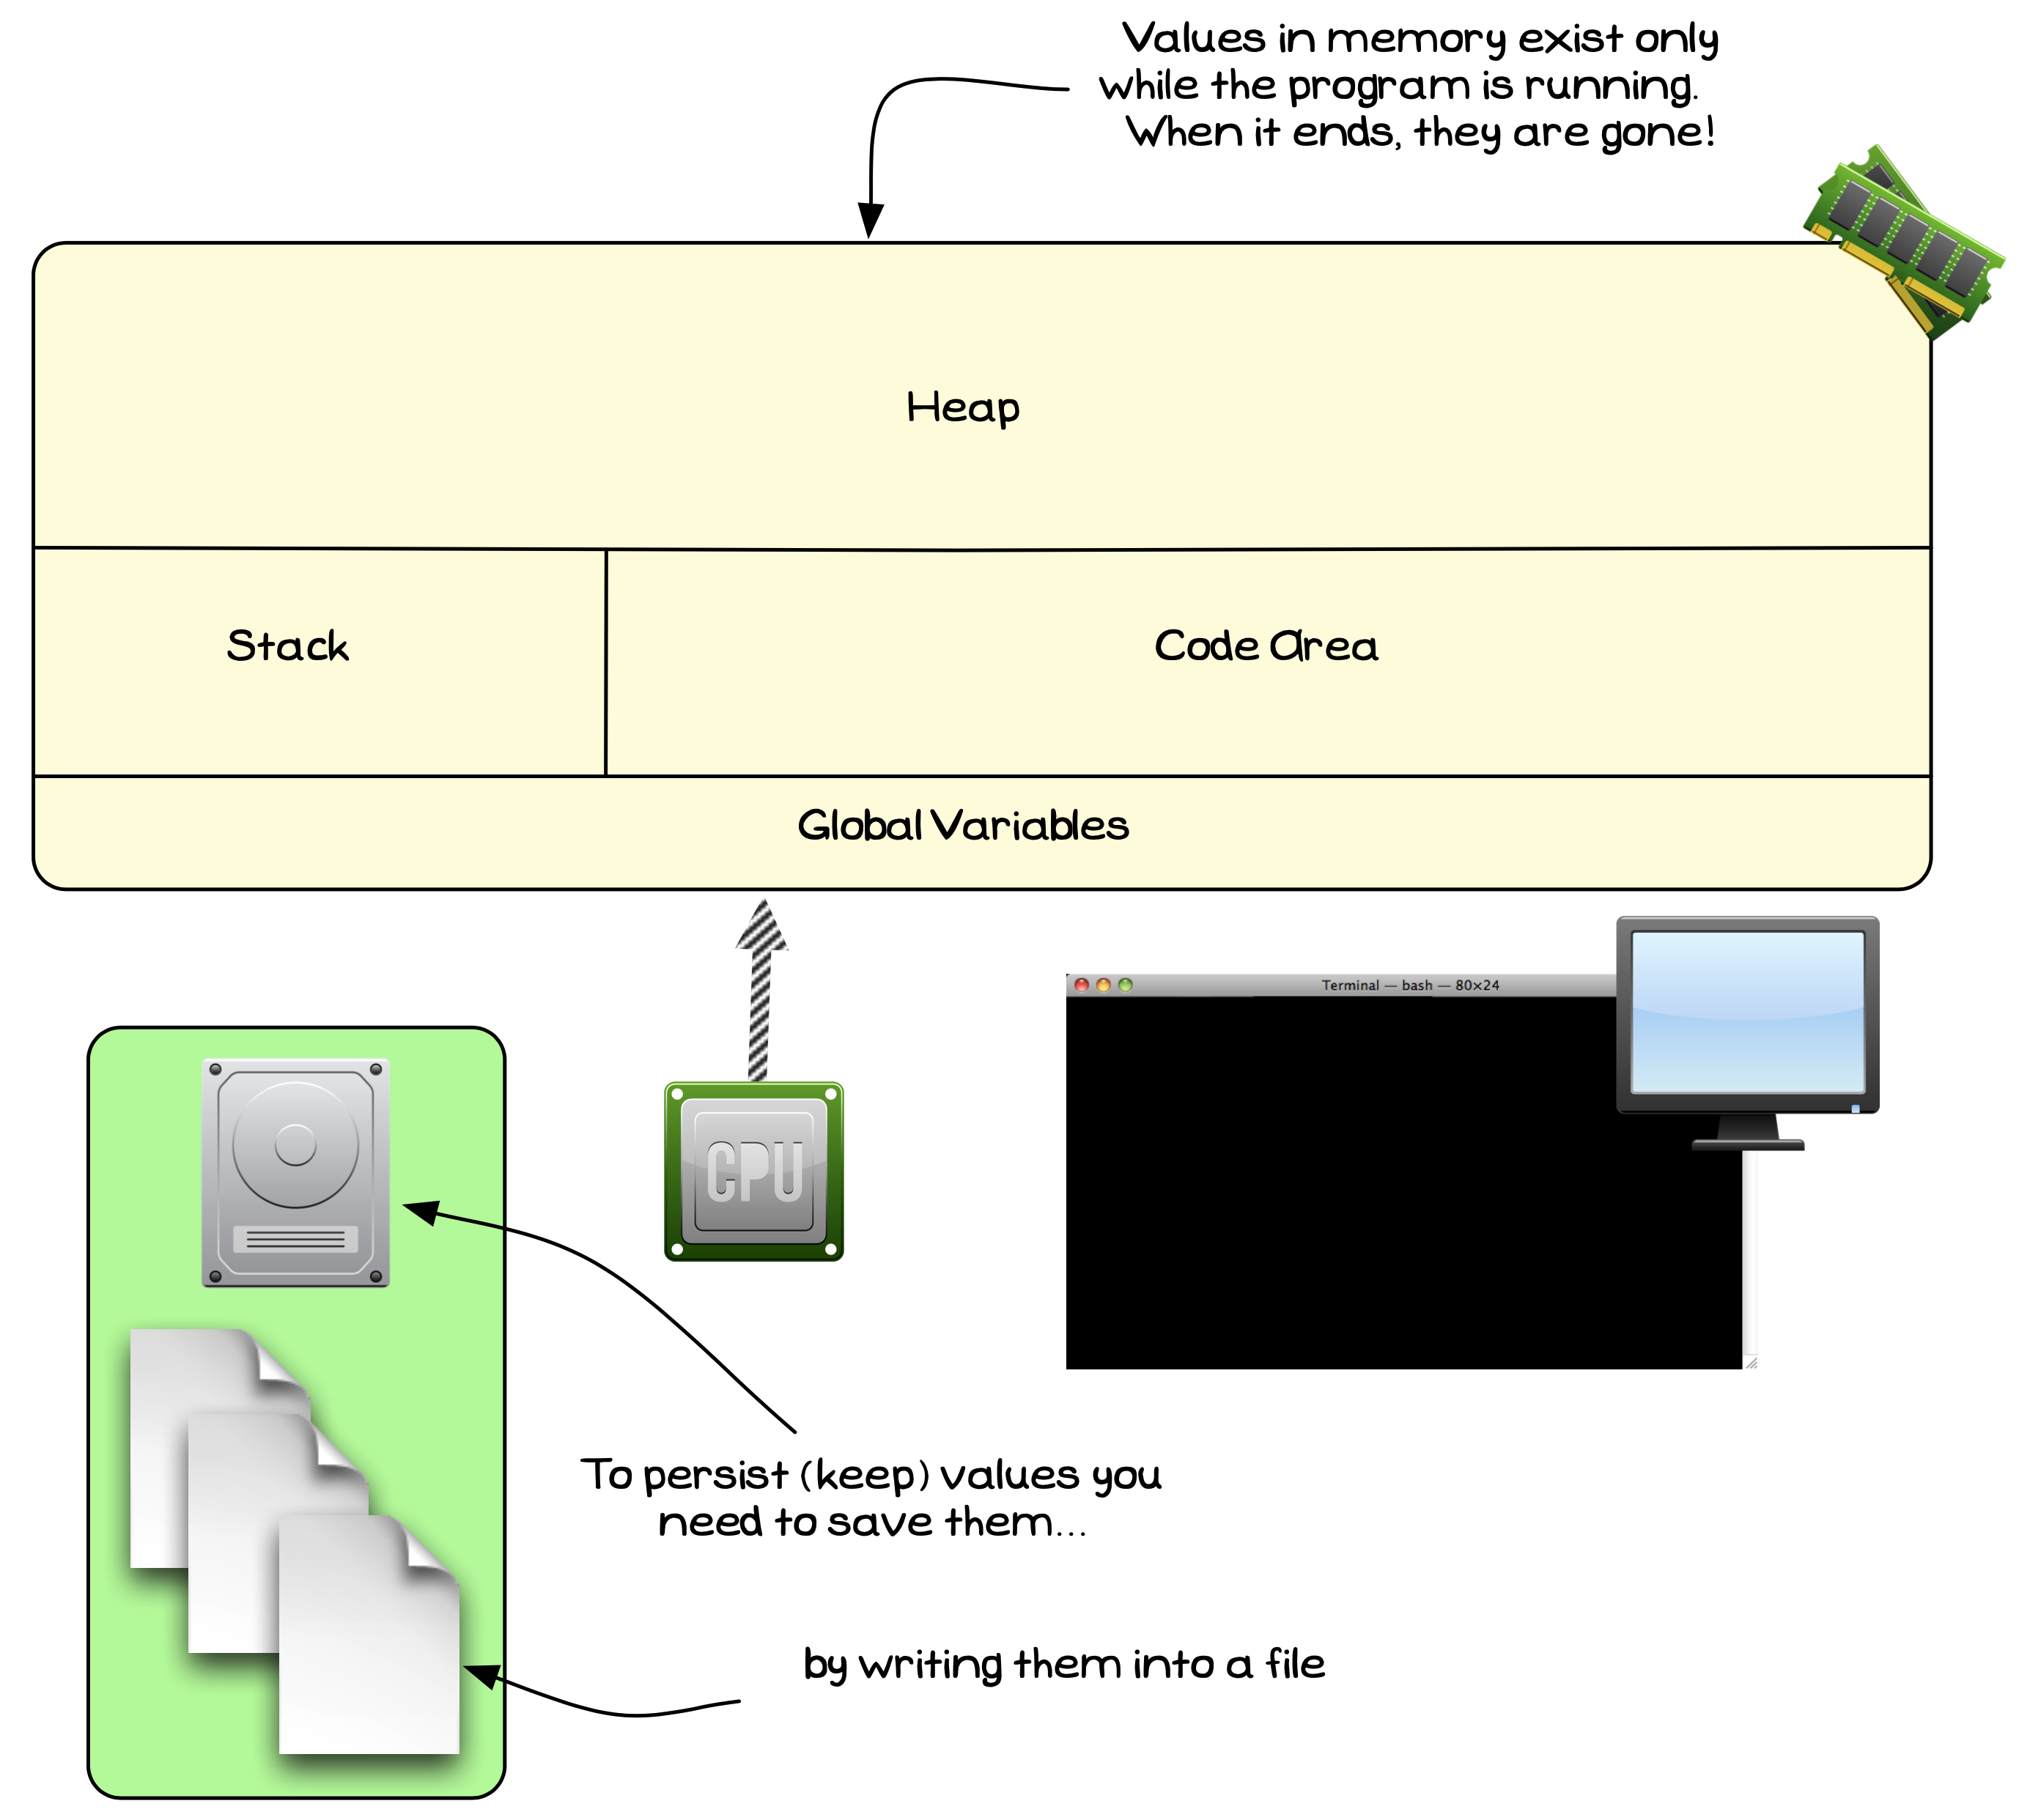 Values in memory exist only
while the program is running.
When it ends, they are gone!
Heap
Stack
Code Area
Global Variables
Terminal — bash — 80×24
CPU
To persist (keep) values you
need to save them...
by writing them into a file